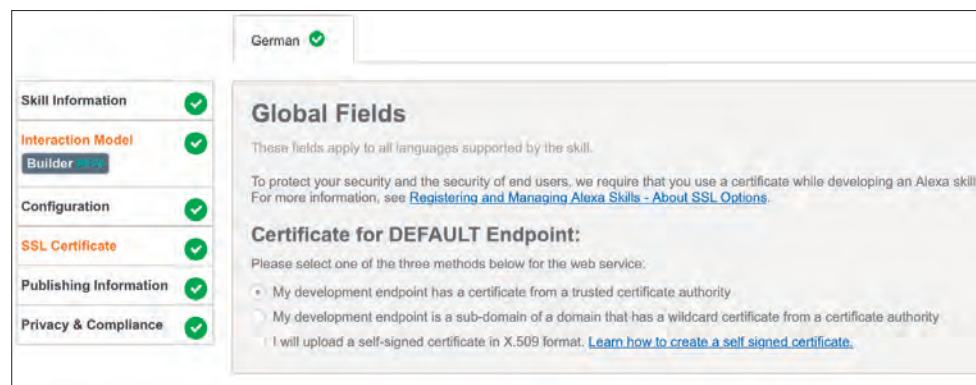 German
Skill Information
Interaction Model
Builder
Configuration
SSL Certificate
Publishing Information
Privacy & Compliance
Global Fields
These fields apply to all languages supported by the skill.
To protect your security and the security of end users, we require that you use a certificate while developing an Alexa skill
For more information, see Registering and Managing Alexa Skills - About SSL Options.
Certificate for DEFAULT Endpoint:
Please select one of the three methods below for the web service:
My development endpoint has a certificate from a trusted certificate authority
My development endpoint is a sub-domain of a domain that has a wildcard certificate from a certificate authority
I will upload a self-signed certificate in X.509 format. Learn how to create a self signed certificate.